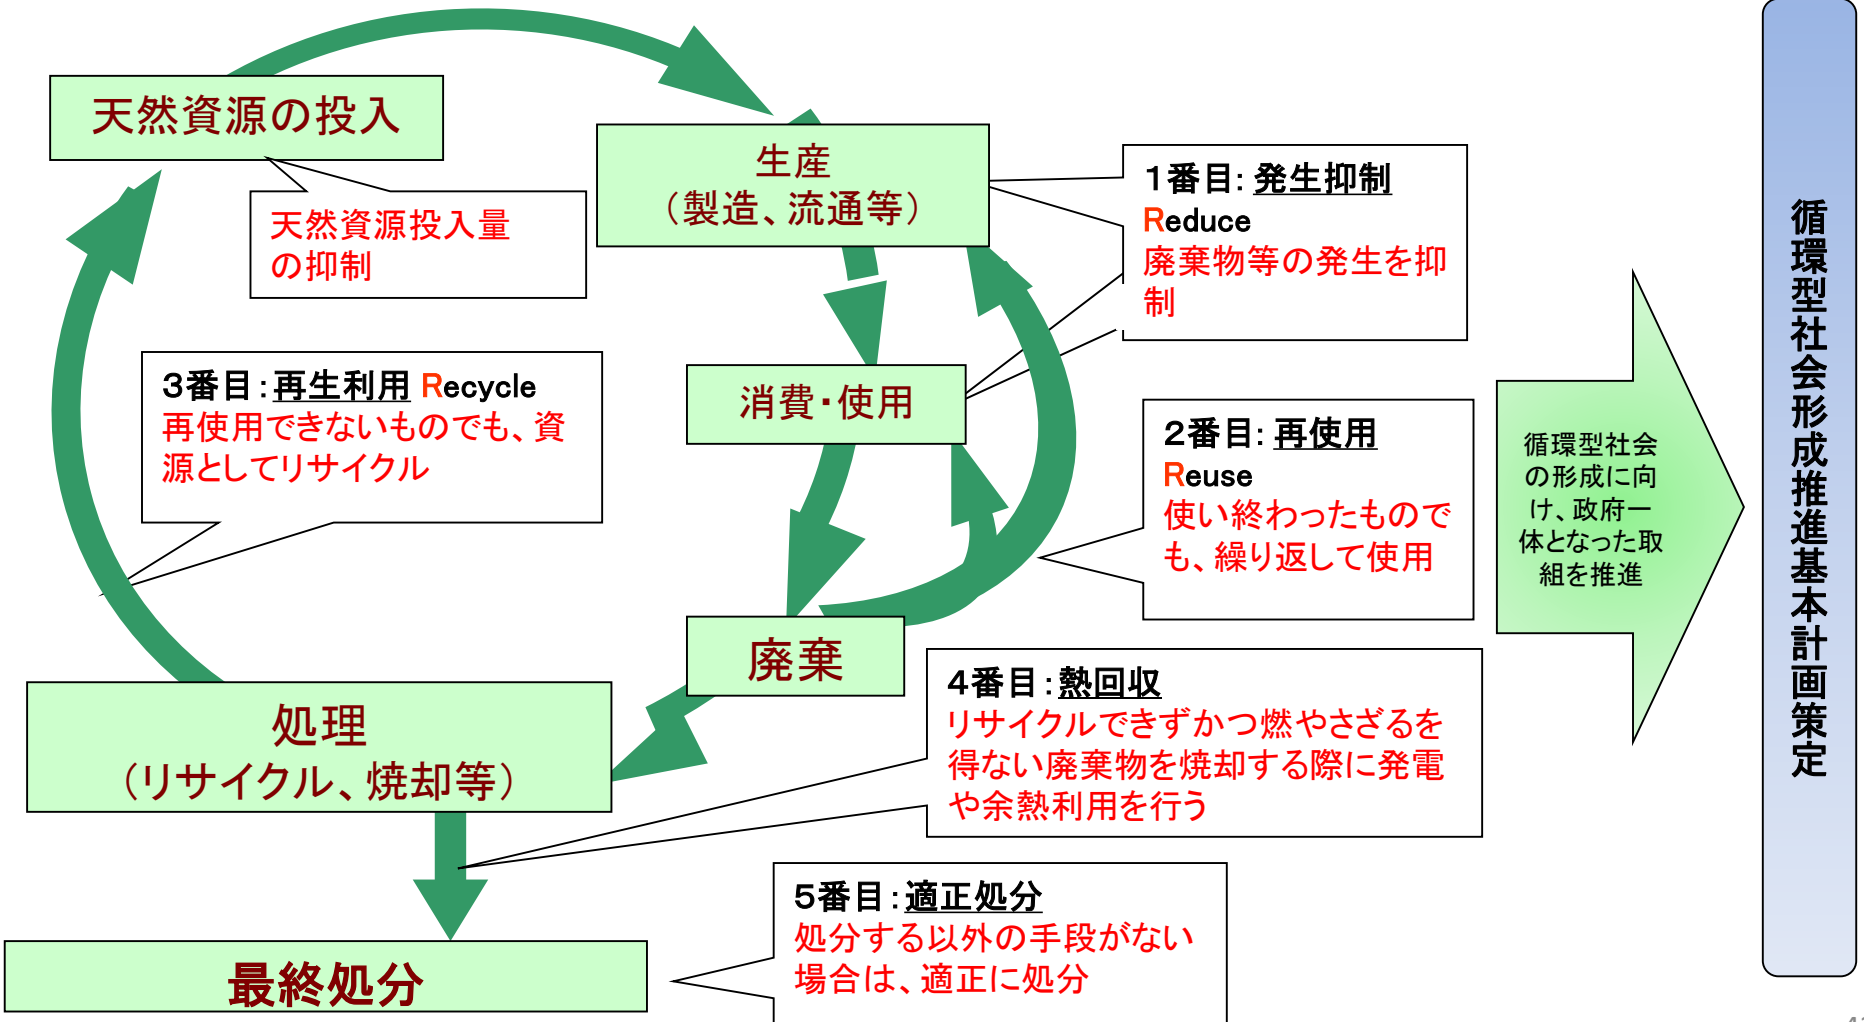 天然資源の投入
天然資源投入量
の抑制
生産
（製造、流通等）
1番目：発生抑制
Reduce
廃棄物等の発生を抑
制
3番目：再生利用 Recycle
再使用できないものでも、資
源としてリサイクル
消費・使用
2番目：再使用
Reuse
使い終わったもので
も、繰り返して使用
廃棄
処理
（リサイクル、焼却等）
4番目：熱回収
リサイクルできずかつ燃やさざるを
得ない廃棄物を焼却する際に発電
や余熱利用を行う
5番目：適正処分
処分する以外の手段がない
場合は、適正に処分
最終処分
循環型社会
の形成に向
け、政府一
体となった取
組を推進
循環型社会形成推進基本計画策定